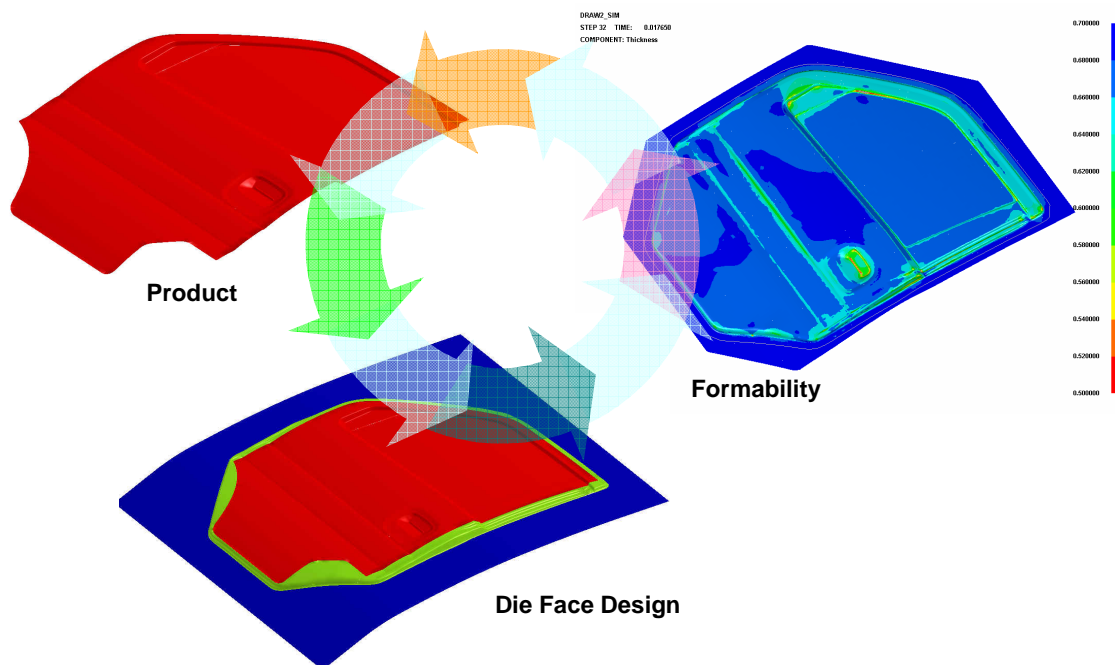 DRAW2_SIM
STEP 32 TIME: 0.017650
COMPONENT: Thickness
0.700000
0.680000
0.660000
0.640000
0.620000
0.600000
0.580000
0.560000
0.540000
0.520000
0.500000
Product
Formability
Die Face Design